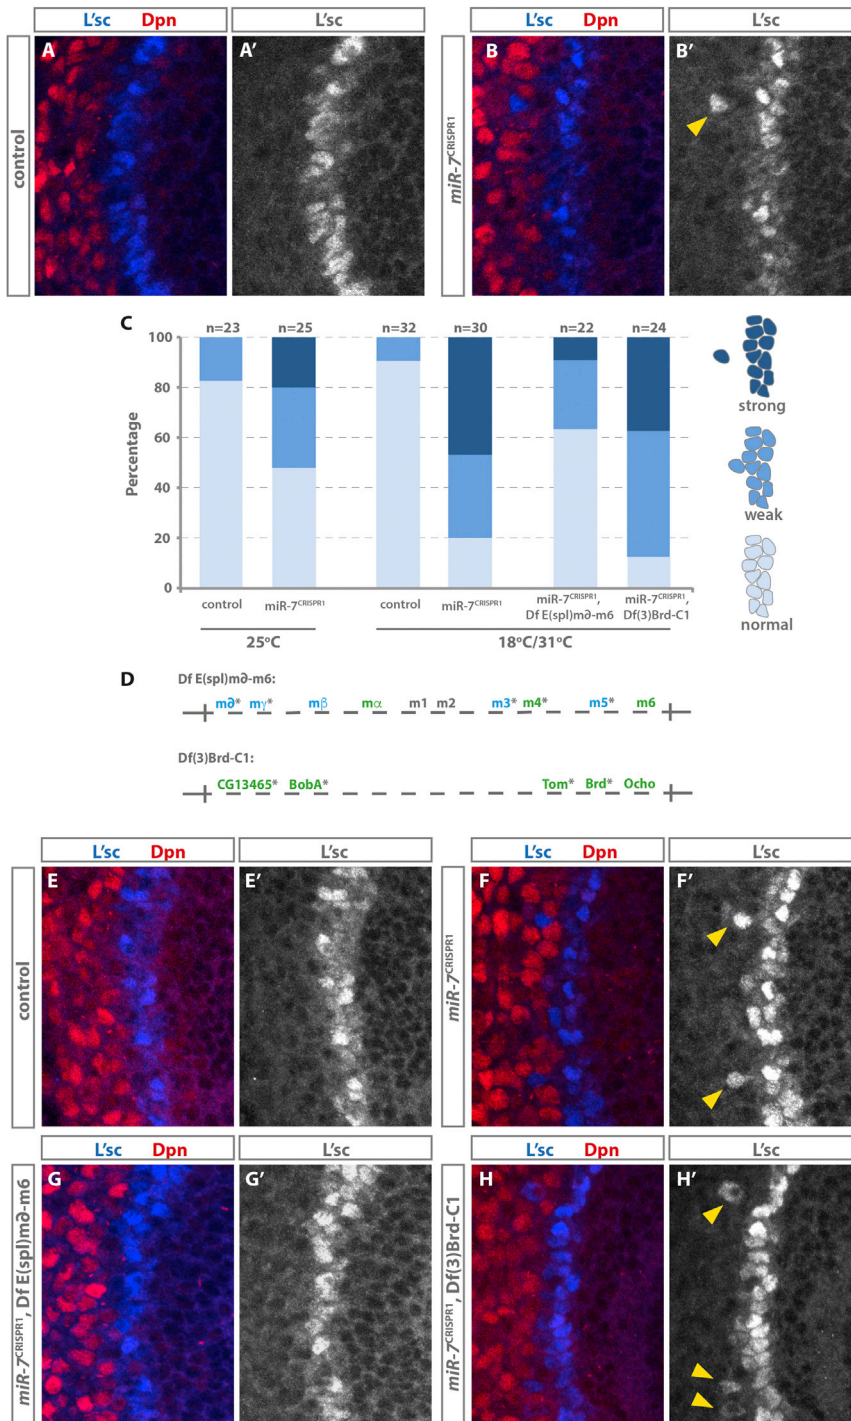 L'sc Dpn
L'sc
L'sc Dpn
L'sc
control
A
A'
miR-7CRISPR1
B
B'
C
n=23
n=25
n=32
n=30
n=22
n=24
100
80
60
40
20
0
Percentage
control
miR-7CRISPR1
control
miR-7CRISPR1
miR-7CRISPR1,
Df E(spl)m∂-m6
miR-7CRISPR1,
Df(3)Brd-C1
25ºC
18ºC/31ºC
strong
weak
normal
D
Df E(spl)m∂-m6:
m∂* mγ* mβ mα m1 m2 m3* m4* m5* m6
Df(3)Brd-C1:
CG13465* BobA* Tom* Brd* Ocho
L'sc Dpn
L'sc
L'sc Dpn
L'sc
control
E
E'
miR-7CRISPR1
F
F'
L'sc Dpn
L'sc
L'sc Dpn
L'sc
miR-7CRISPR1, Df E(spl)m∂-m6
G
G'
miR-7CRISPR1, Df(3)Brd-C1
H
H'